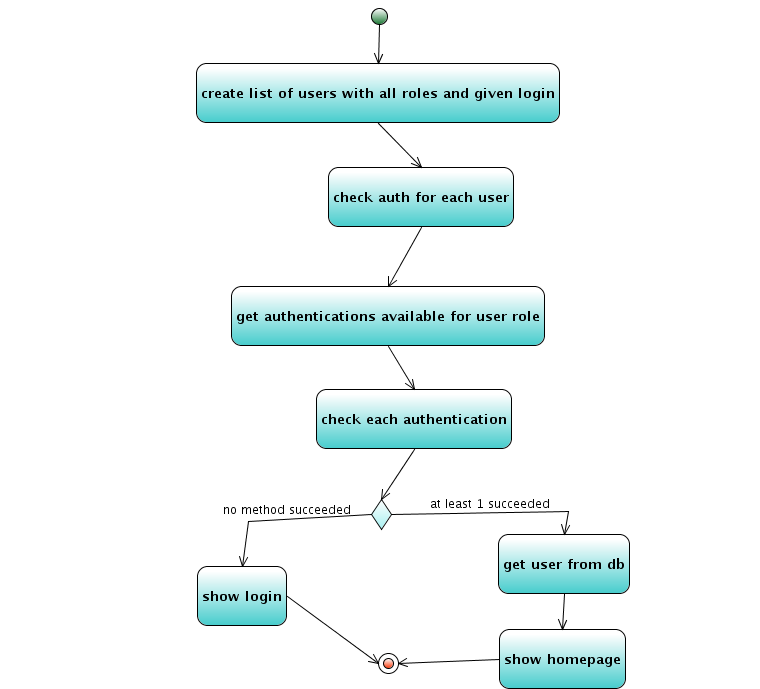 create list of users with all roles and given login
check auth for each user
get authentications available for user role
check each authentication
no method succeeded
at least 1 succeeded
get user from db
show login
show homepage